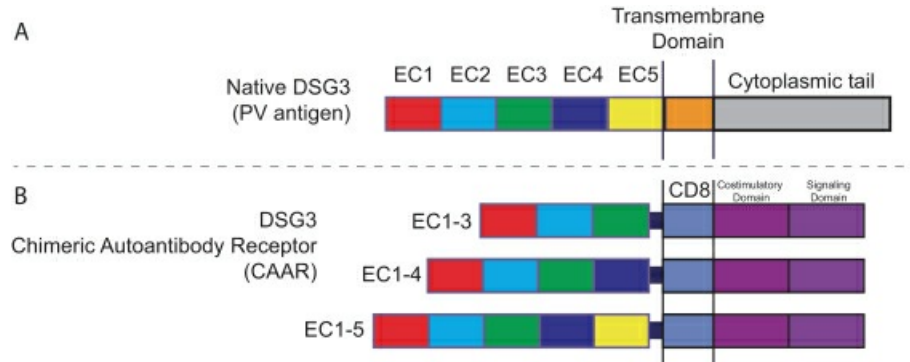 A
Transmembrane
Domain
Native DSG3
(PV antigen)
EC1 EC2 EC3 EC4 EC5
Cytoplasmic tail
B
DSG3
Chimeric Autoantibody Receptor
(CAAR)
CD8
Costimulatory
Domain
Signaling
Domain
EC1-3
EC1-4
EC1-5